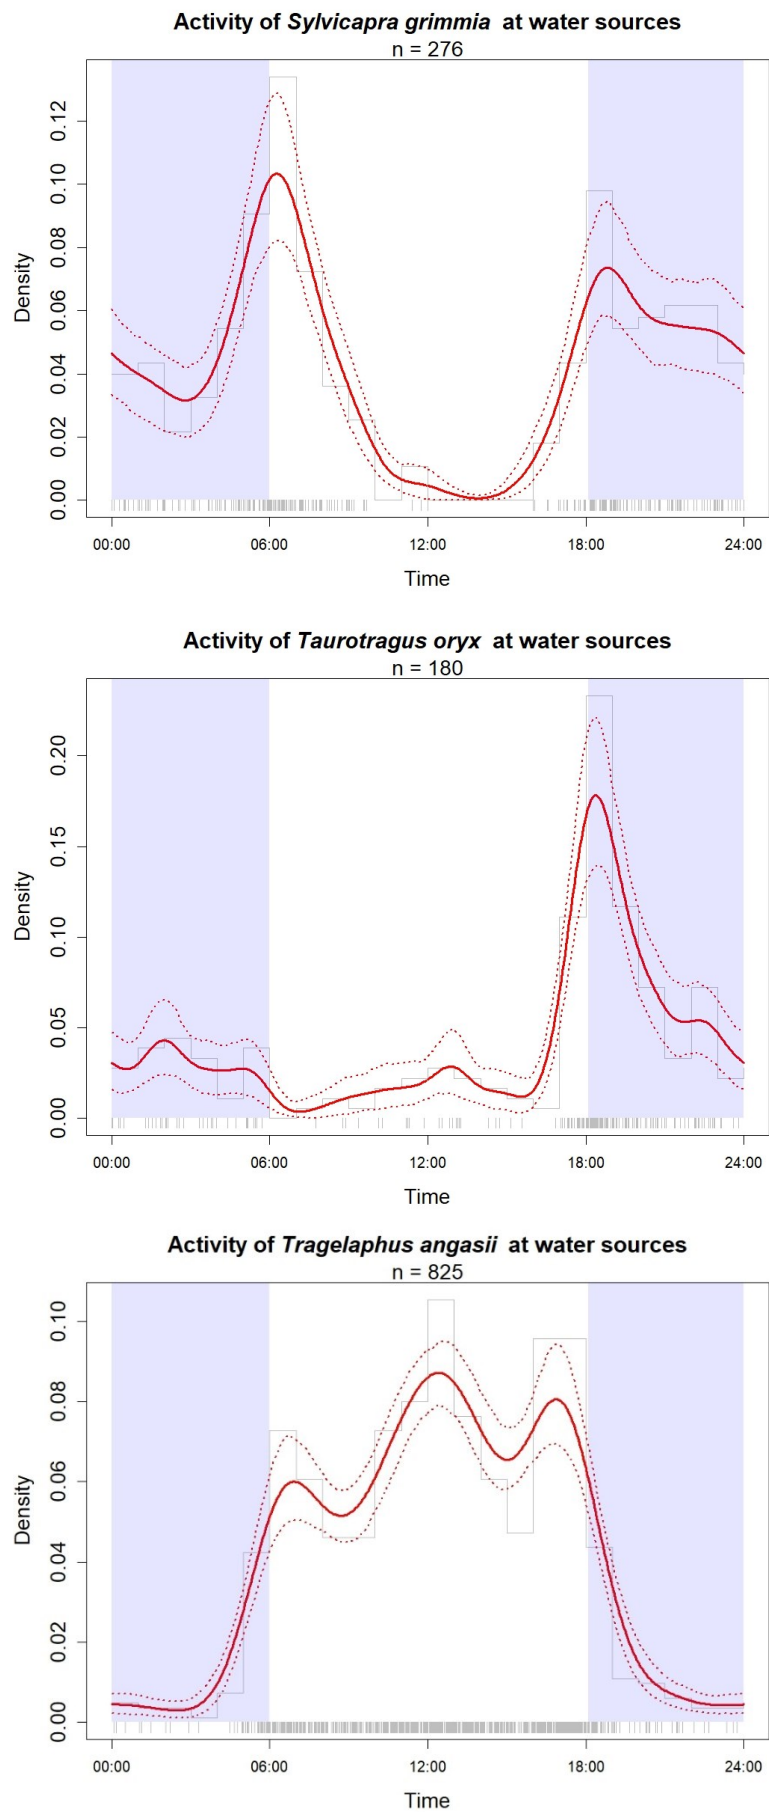 Activity of Sylvicapra grimmia at water sources
n = 276
0.12
0.10
0.08
0.06
0.04
0.02
0.00
Density
00:00 06:00 12:00 18:00 24:00
Time
Activity of Taurotragus oryx at water sources
n = 180
0.20
0.15
0.10
0.05
0.00
Density
00:00 06:00 12:00 18:00 24:00
Time
Activity of Tragelaphus angasii at water sources
n = 825
0.10
0.08
0.06
0.04
0.02
0.00
Density
00:00 06:00 12:00 18:00 24:00
Time